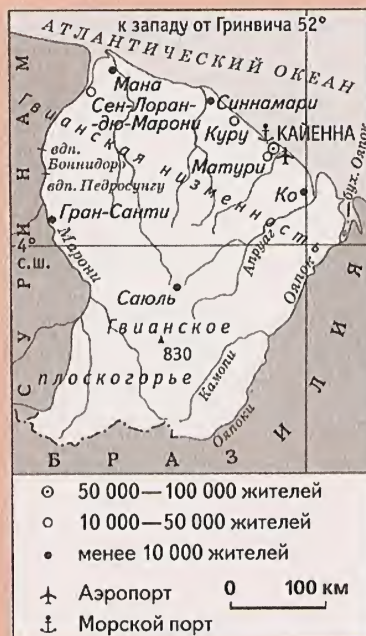 к западу от Гринвича 52°
АТЛАНТИЧЕСКИЙ ОКЕАН
Мана
Сен-Лоран-
дю-Марони
Синнамари
Куру
КАЙЕННА
Матури
Гвианская низменность
вдп.
Боннидоро
вдп. Педросунгу
Ко
бух. Ояпок
Гран-Санти
4°
с.ш.
Марони
Апруаг
Ояпок
Саюль
Гвианское
830
плоскогорье
Камопи
Ояпоки
СУРИНАМ
БРАЗИЛИЯ
50 000—100 000 жителей
10 000—50 000 жителей
менее 10 000 жителей
Аэропорт
0 100 км
Морской порт